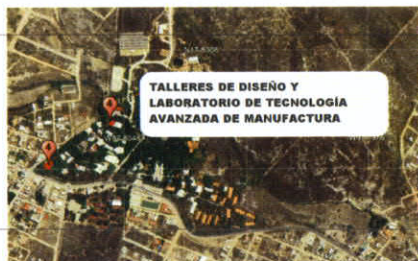 TALLERES DE DISEÑO Y
LABORATORIO DE TECNOLOGÍA
AVANZADA DE MANUFACTURA